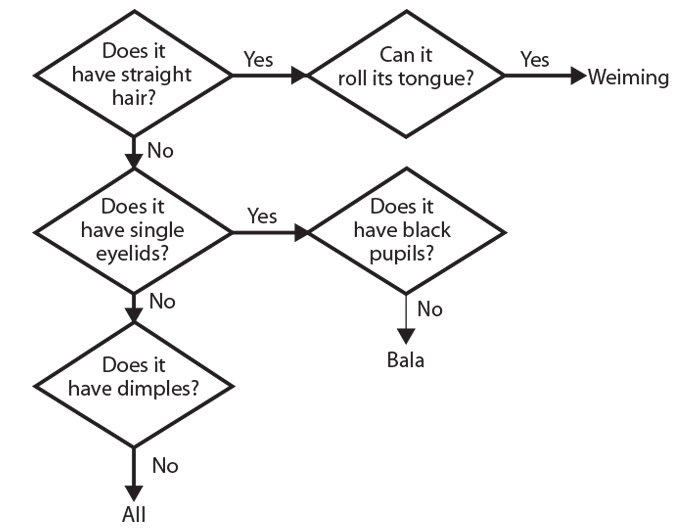 Does it
have straight
hair?
Yes
Can it
roll its tongue?
Yes
Weiming
No
Does it
have single
eyelids?
Yes
Does it
have black
pupils?
No
No
Bala
Does it
have dimples?
No
All